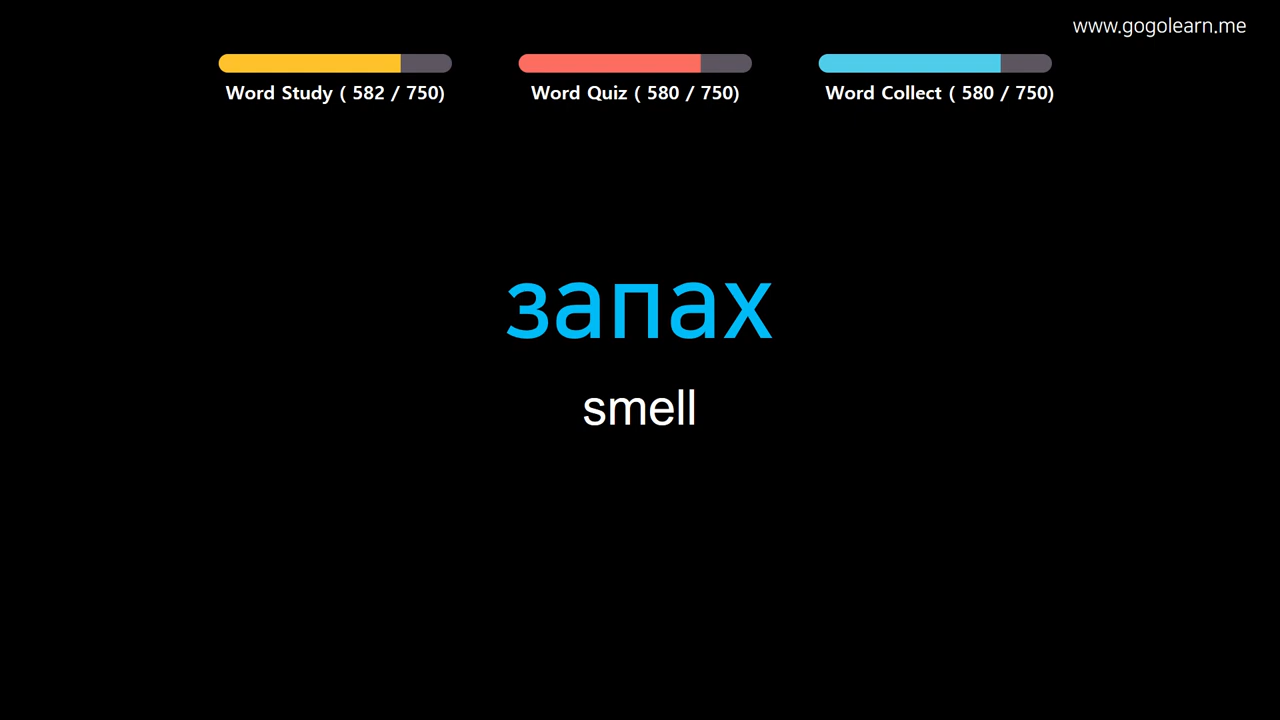 www.gogolearn.me
Word Study ( 582 / 750)
Word Quiz ( 580 / 750)
Word Collect ( 580 / 750)
запах
smell